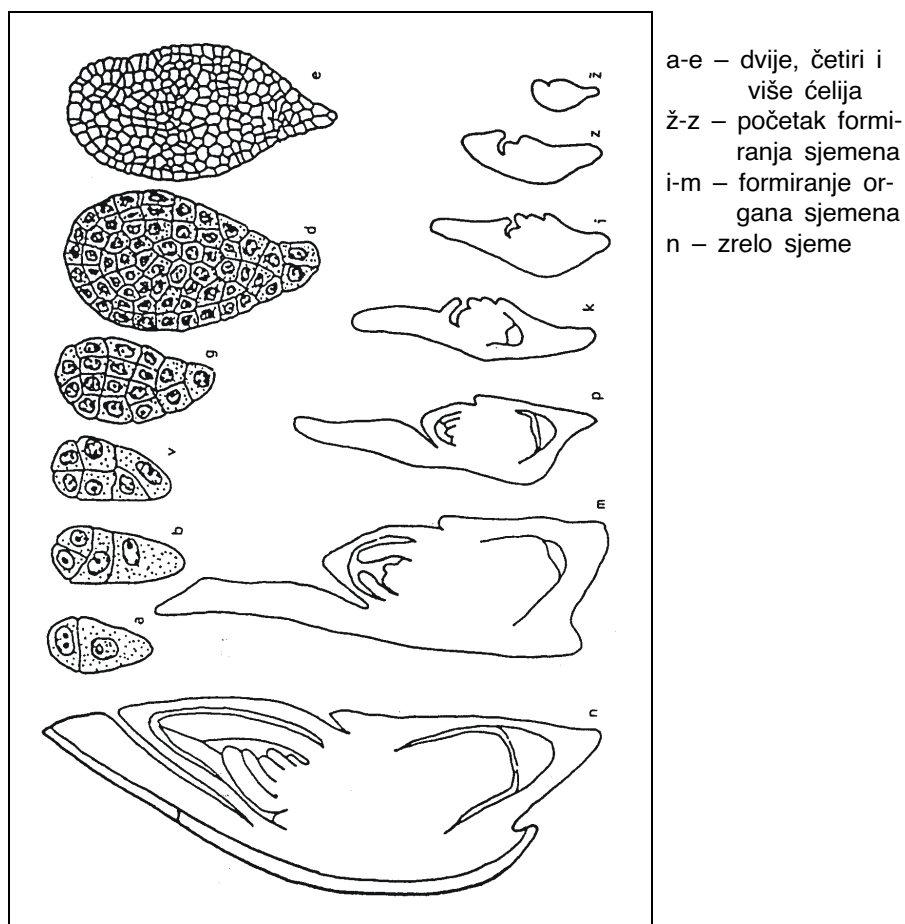 e
d
g
v
b
a
ž
z
i
k
p
m
n
a-e – dvije, četiri i
više ćelija
ž-z – početak formi-
ranja sjemena
i-m – formiranje or-
gana sjemena
n – zrelo sjeme